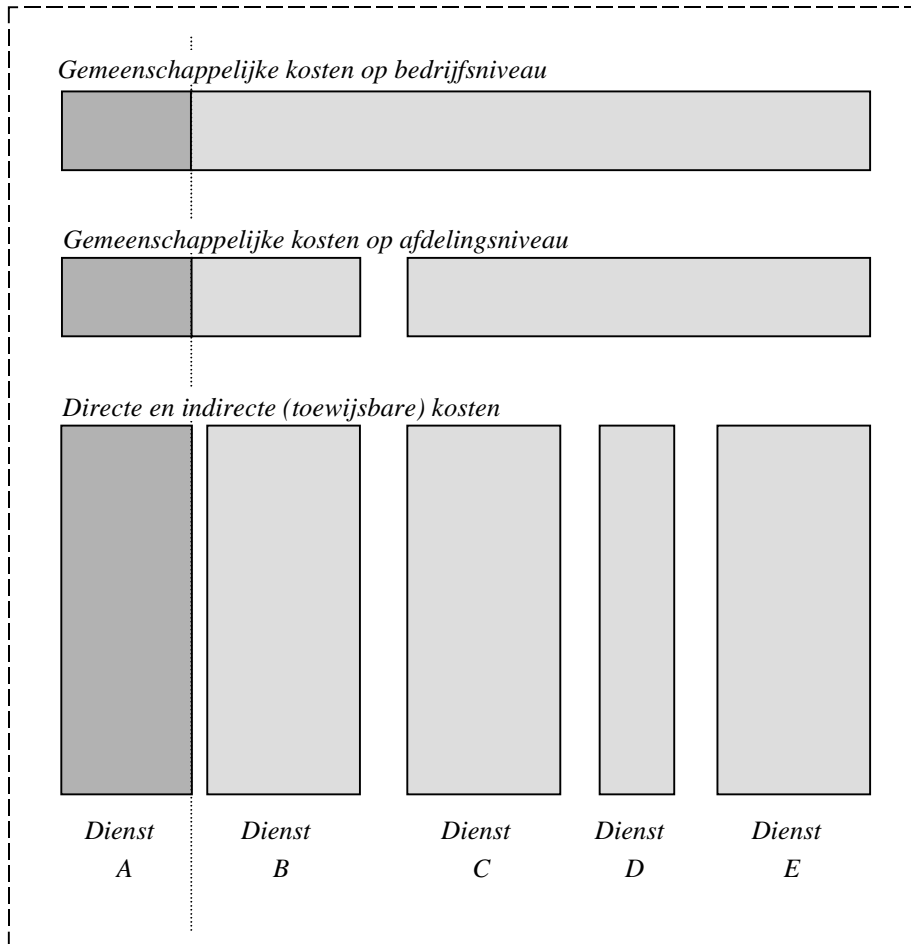 Gemeenschappelijke kosten op bedrijfsniveau
Gemeenschappelijke kosten op afdelingsniveau
Directe en indirecte (toewijsbare) kosten
Dienst Dienst Dienst Dienst Dienst
A B C D E